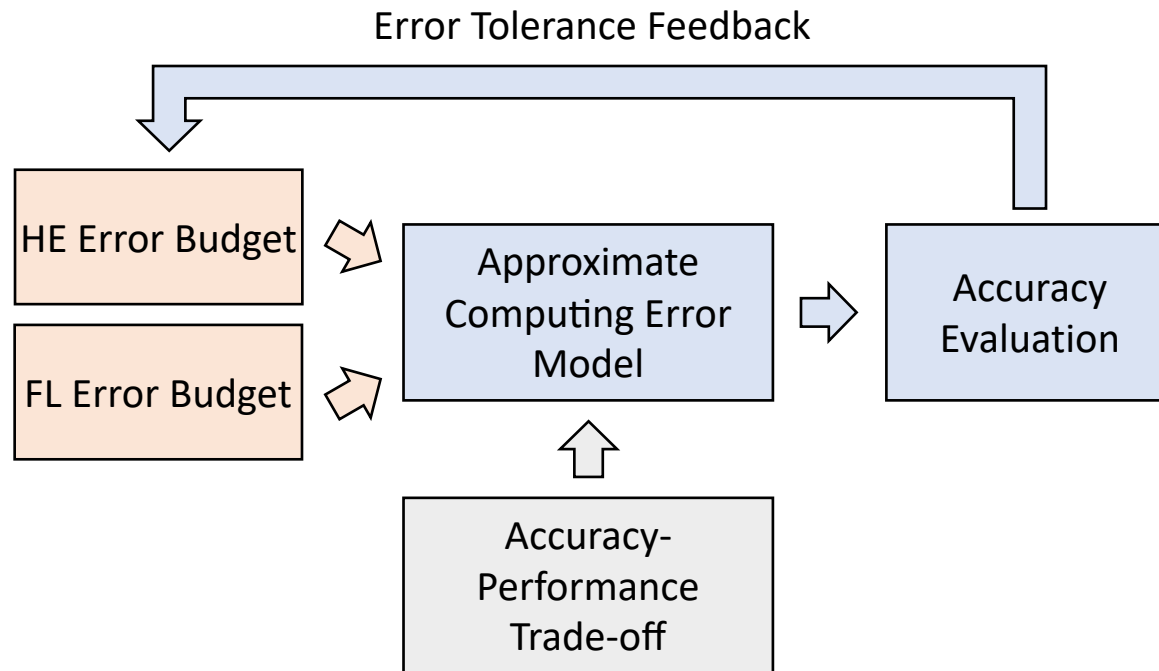 Error Tolerance Feedback
HE Error Budget
FL Error Budget
Approximate
Computing Error
Model
Accuracy
Evaluation
Accuracy-
Performance
Trade-off